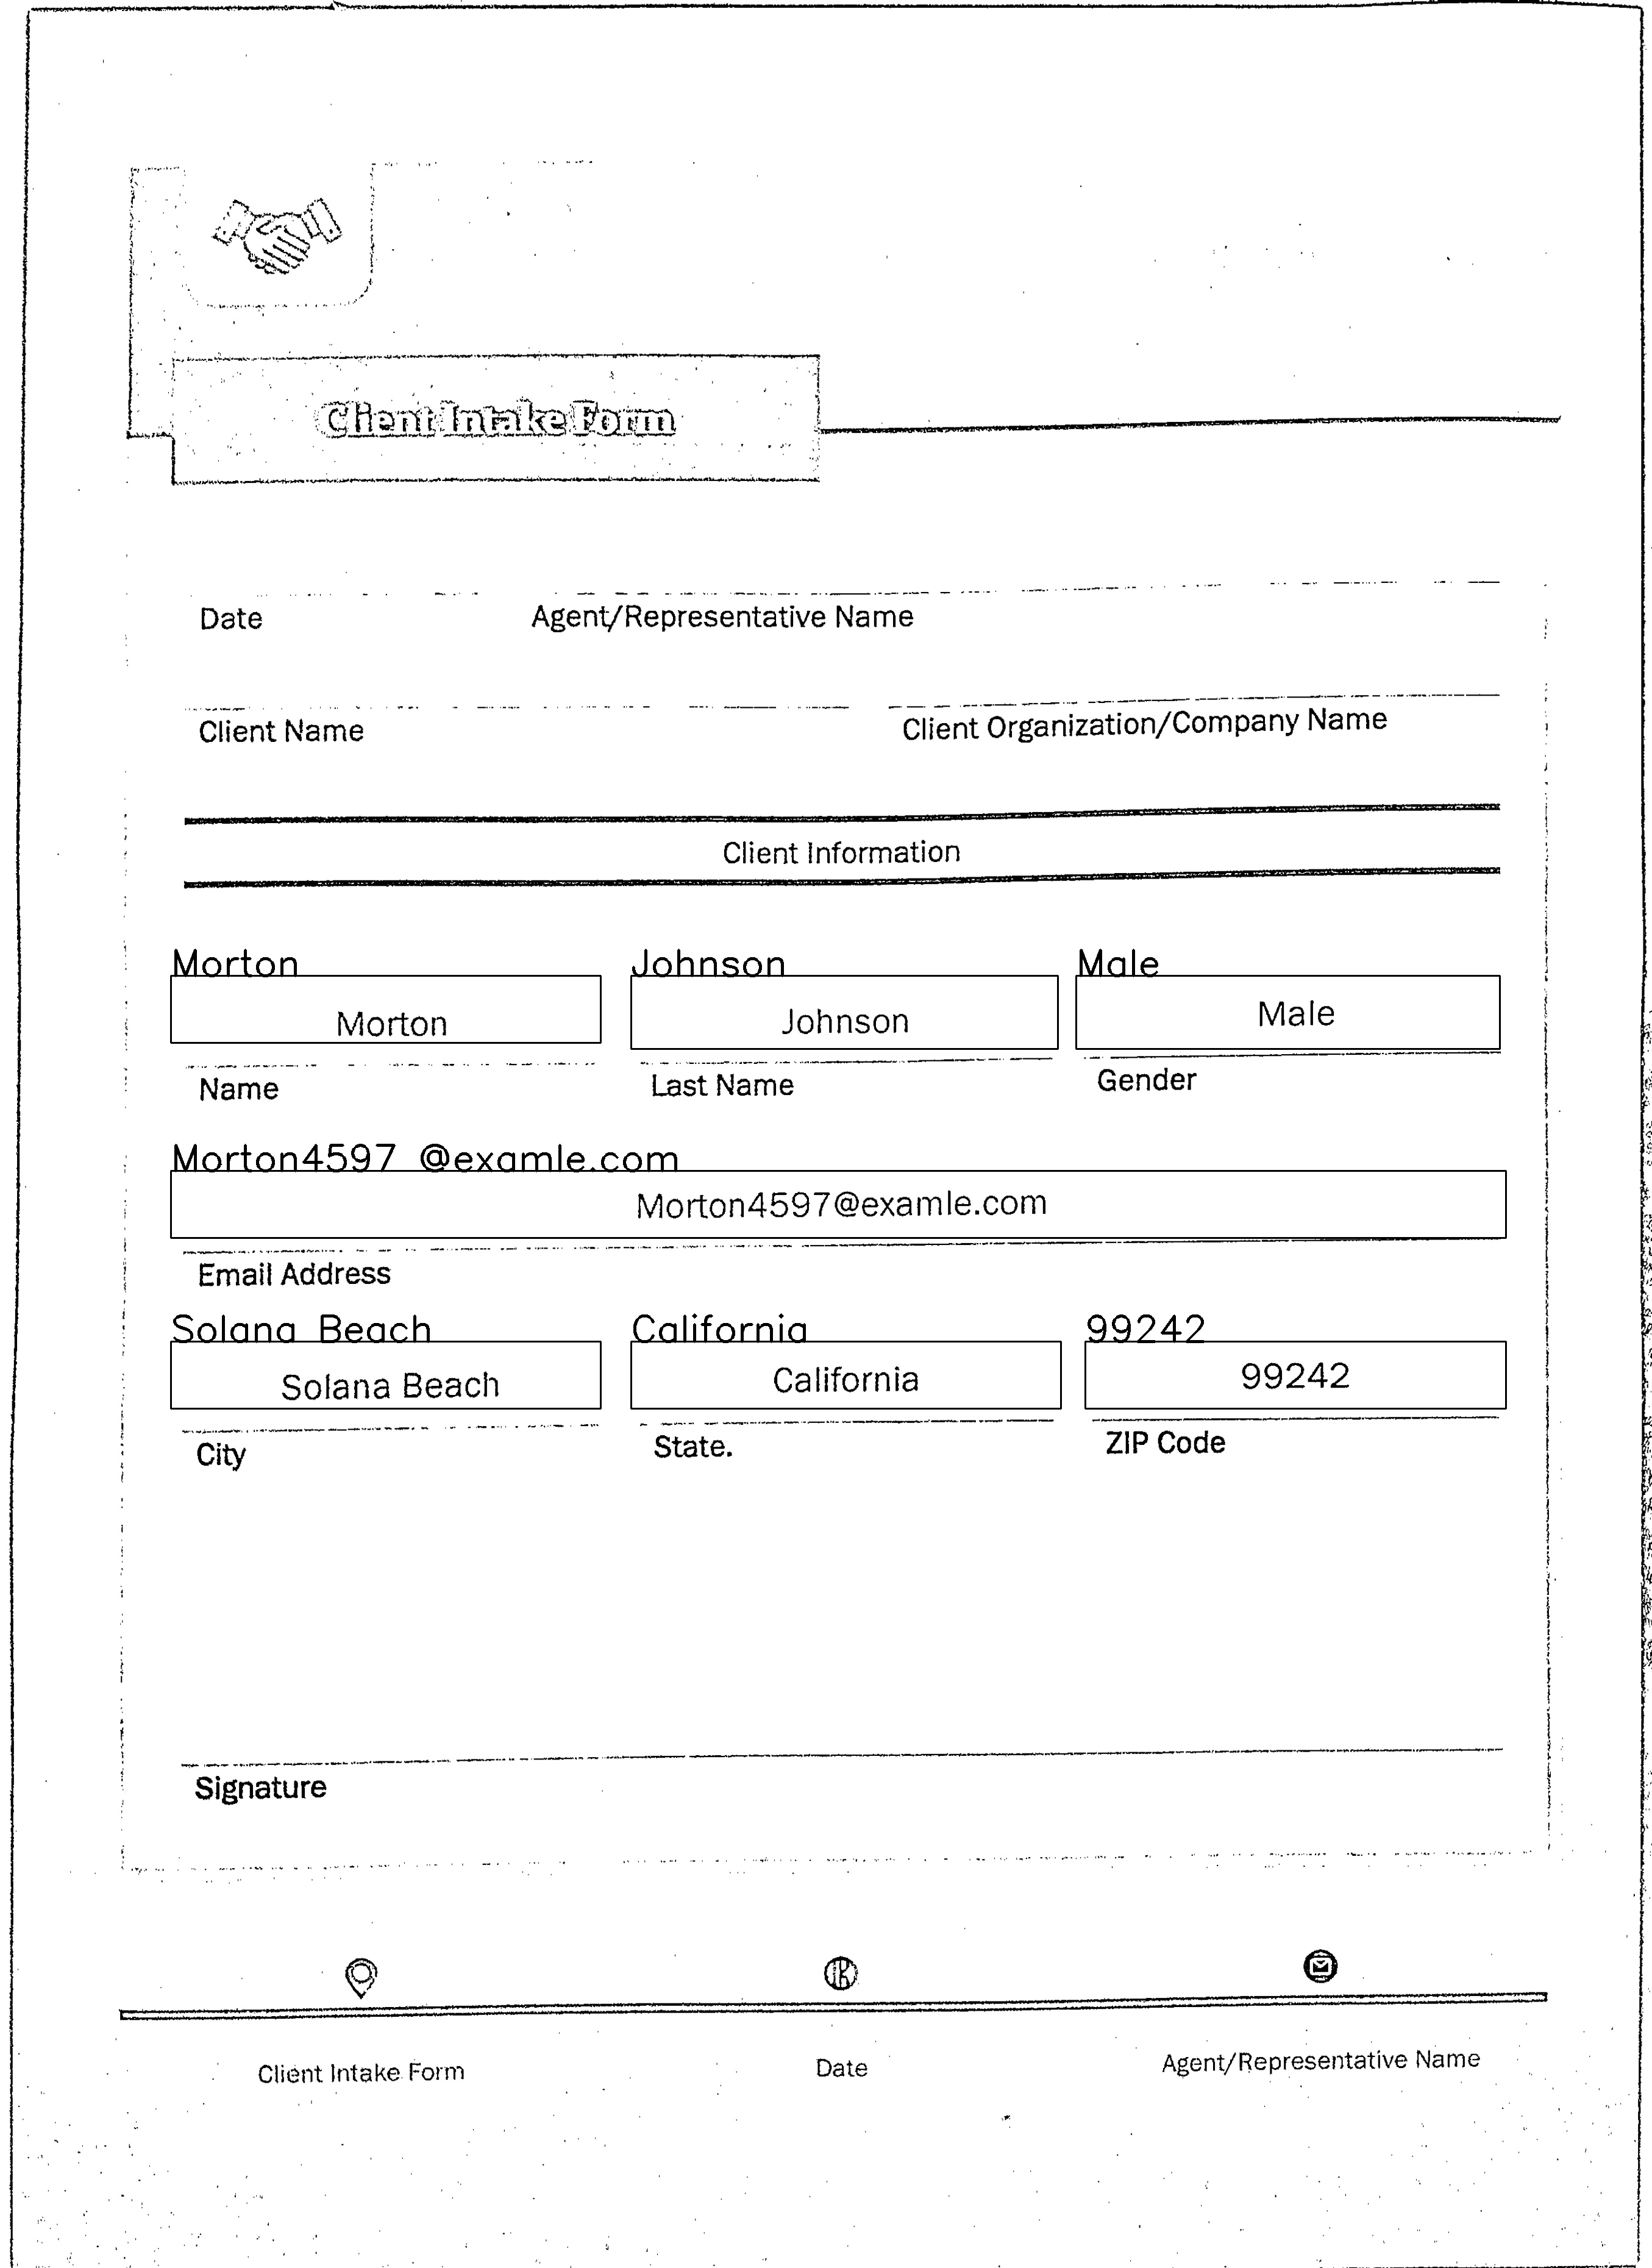 Client Intake Form
Date Agent/Representative Name
Client Name Client Organization/Company Name
Client Information
Morton Johnson Male
Morton Johnson Male
Name Last Name Gender
Morton4597 @examle.com
Morton4597@examle.com
Email Address
Solana Beach California 99242
Solana Beach California 99242
City State. ZIP Code
Signature
Client Intake Form Date Agent/Representative Name